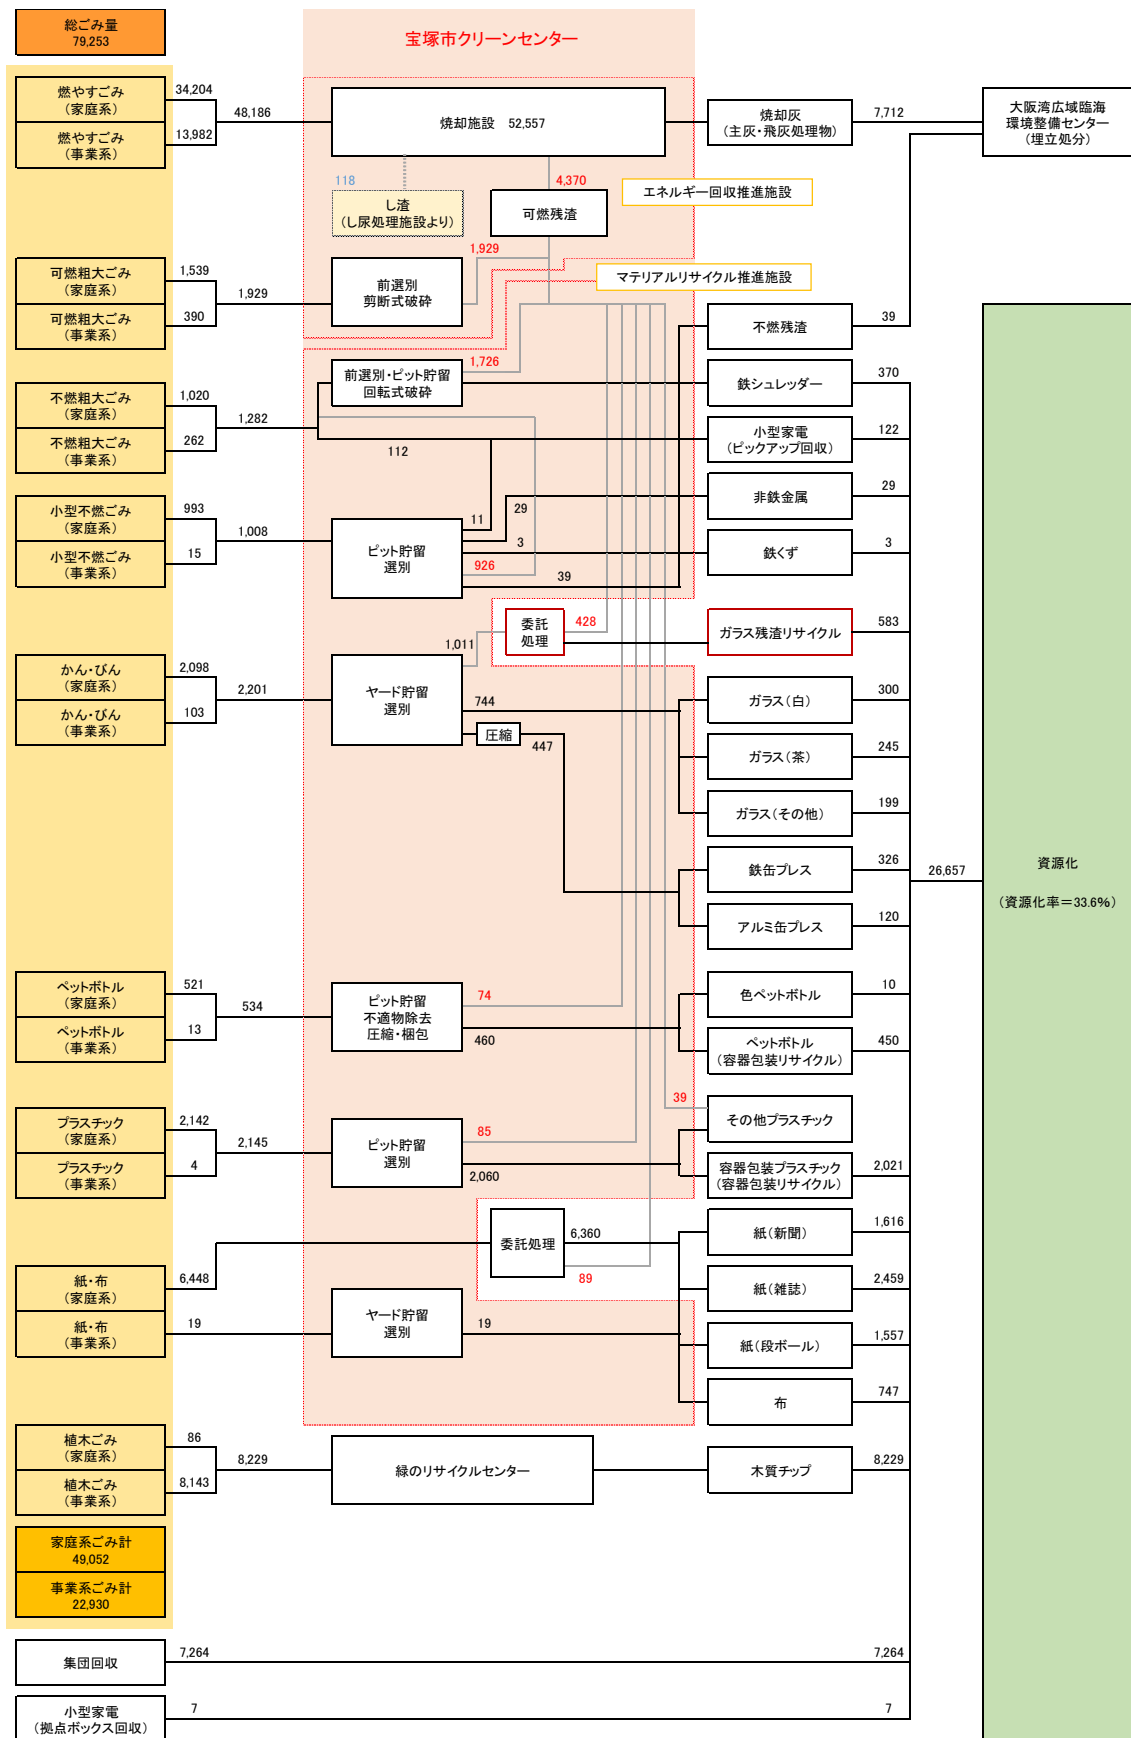 総ごみ量
79,253
宝塚市クリーンセンター
燃やすごみ
(家庭系)
34,204
燃やすごみ
(事業系)
13,982
48,186
焼却施設 52,557
焼却灰
(主灰・飛灰処理物)
7,712
大阪湾広域臨海
環境整備センター
(埋立処分)
118
し渣
(し尿処理施設より)
4,370
可燃残渣
エネルギー回収推進施設
可燃粗大ごみ
(家庭系)
1,539
可燃粗大ごみ
(事業系)
390
1,929
前選別
剪断式破砕
1,929
マテリアルリサイクル推進施設
不燃残渣
39
不燃粗大ごみ
(家庭系)
1,020
不燃粗大ごみ
(事業系)
262
1,282
前選別・ピット貯留
回転式破砕
1,726
112
鉄シュレッダー
370
小型家電
(ピックアップ回収)
122
小型不燃ごみ
(家庭系)
993
小型不燃ごみ
(事業系)
15
1,008
ピット貯留
選別
11
29
3
926
39
非鉄金属
29
鉄くず
3
委託
処理
428
ガラス残渣リサイクル
583
かん・びん
(家庭系)
2,098
かん・びん
(事業系)
103
2,201
ヤード貯留
選別
1,011
744
圧縮
447
ガラス(白)
300
ガラス(茶)
245
ガラス(その他)
199
鉄缶プレス
326
アルミ缶プレス
120
26,657
資源化
(資源化率=33.6%)
ペットボトル
(家庭系)
521
ペットボトル
(事業系)
13
534
ピット貯留
不適物除去
圧縮・梱包
74
460
色ペットボトル
10
ペットボトル
(容器包装リサイクル)
450
プラスチック
(家庭系)
2,142
プラスチック
(事業系)
4
2,145
ピット貯留
選別
85
2,060
39
その他プラスチック
容器包装プラスチック
(容器包装リサイクル)
2,021
紙・布
(家庭系)
6,448
紙・布
(事業系)
19
委託処理
6,360
89
ヤード貯留
選別
19
紙(新聞)
1,616
紙(雑誌)
2,459
紙(段ボール)
1,557
布
747
植木ごみ
(家庭系)
86
植木ごみ
(事業系)
8,143
8,229
緑のリサイクルセンター
木質チップ
8,229
家庭系ごみ計
49,052
事業系ごみ計
22,930
集団回収
7,264
7,264
小型家電
(拠点ボックス回収)
7
7